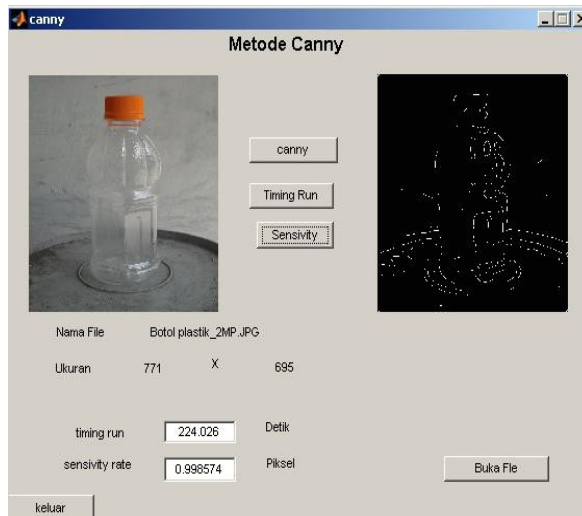 canny
Metode Canny
canny
Timing Run
Sensivity
Nama File Botol plastik_2MP.JPG
Ukuran 771 X 695
timing run 224.026 Detik
sensivity rate 0.998574 Piksel
Buka Fle
keluar